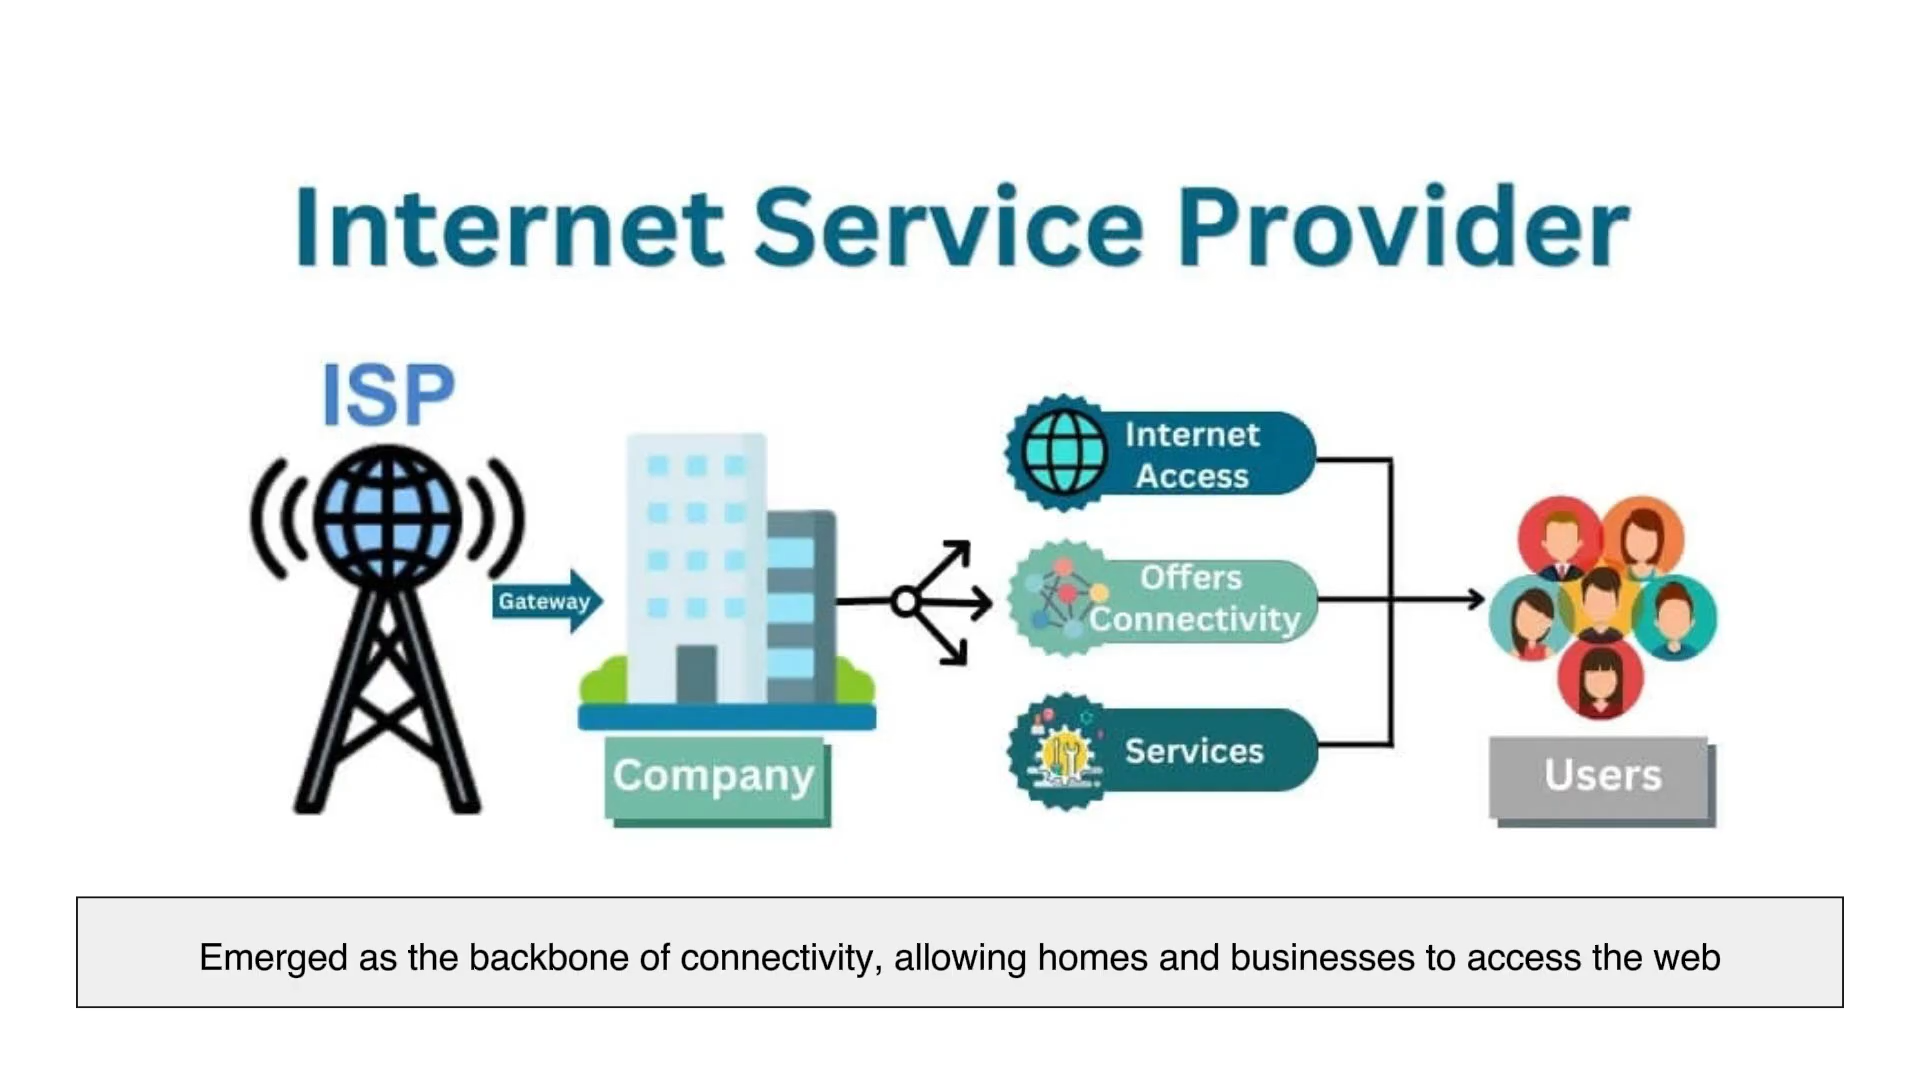 Internet Service Provider
ISP
Gateway
Company
Internet
Access
Offers
Connectivity
Services
Users
Emerged as the backbone of connectivity, allowing homes and businesses to access the web